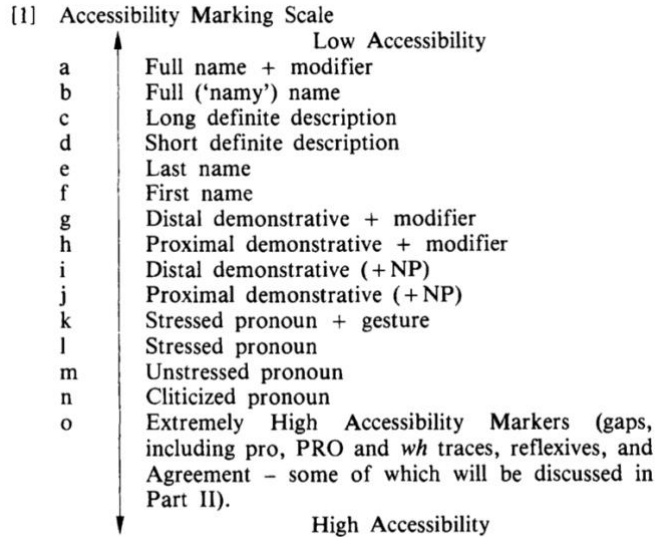 [1] Accessibility Marking Scale
Low Accessibility
a Full name + modifier
b Full (‘namy’) name
c Long definite description
d Short definite description
e Last name
f First name
g Distal demonstrative + modifier
h Proximal demonstrative + modifier
i Distal demonstrative (+NP)
j Proximal demonstrative (+NP)
k Stressed pronoun + gesture
l Stressed pronoun
m Unstressed pronoun
n Cliticized pronoun
o Extremely High Accessibility Markers (gaps,
including pro, PRO and wh traces, reflexives, and
Agreement – some of which will be discussed in
Part II).
High Accessibility